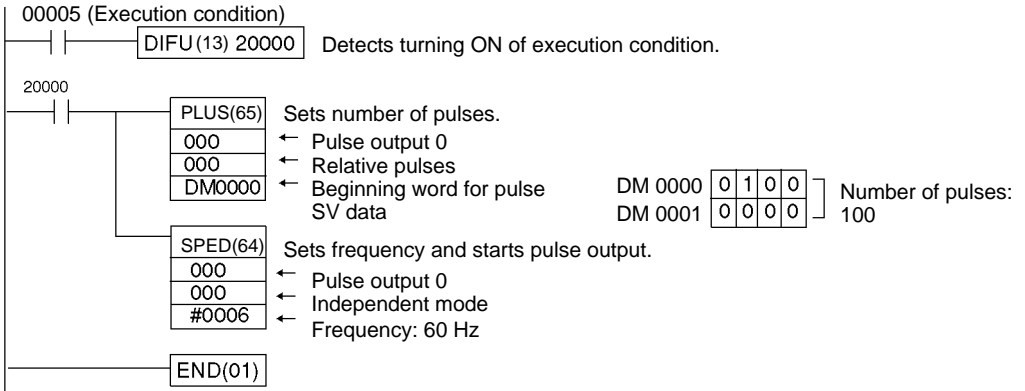 00005 (Execution condition)
DIFU(13) 20000 Detects turning ON of execution condition.
20000
PLUS(65) Sets number of pulses.
000 ← Pulse output 0
000 ← Relative pulses
DM0000 ← Beginning word for pulse
SV data
DM 0000 0 1 0 0
DM 0001 0 0 0 0
Number of pulses:
100
SPED(64) Sets frequency and starts pulse output.
000 ← Pulse output 0
000 ← Independent mode
#0006 ← Frequency: 60 Hz
END(01)